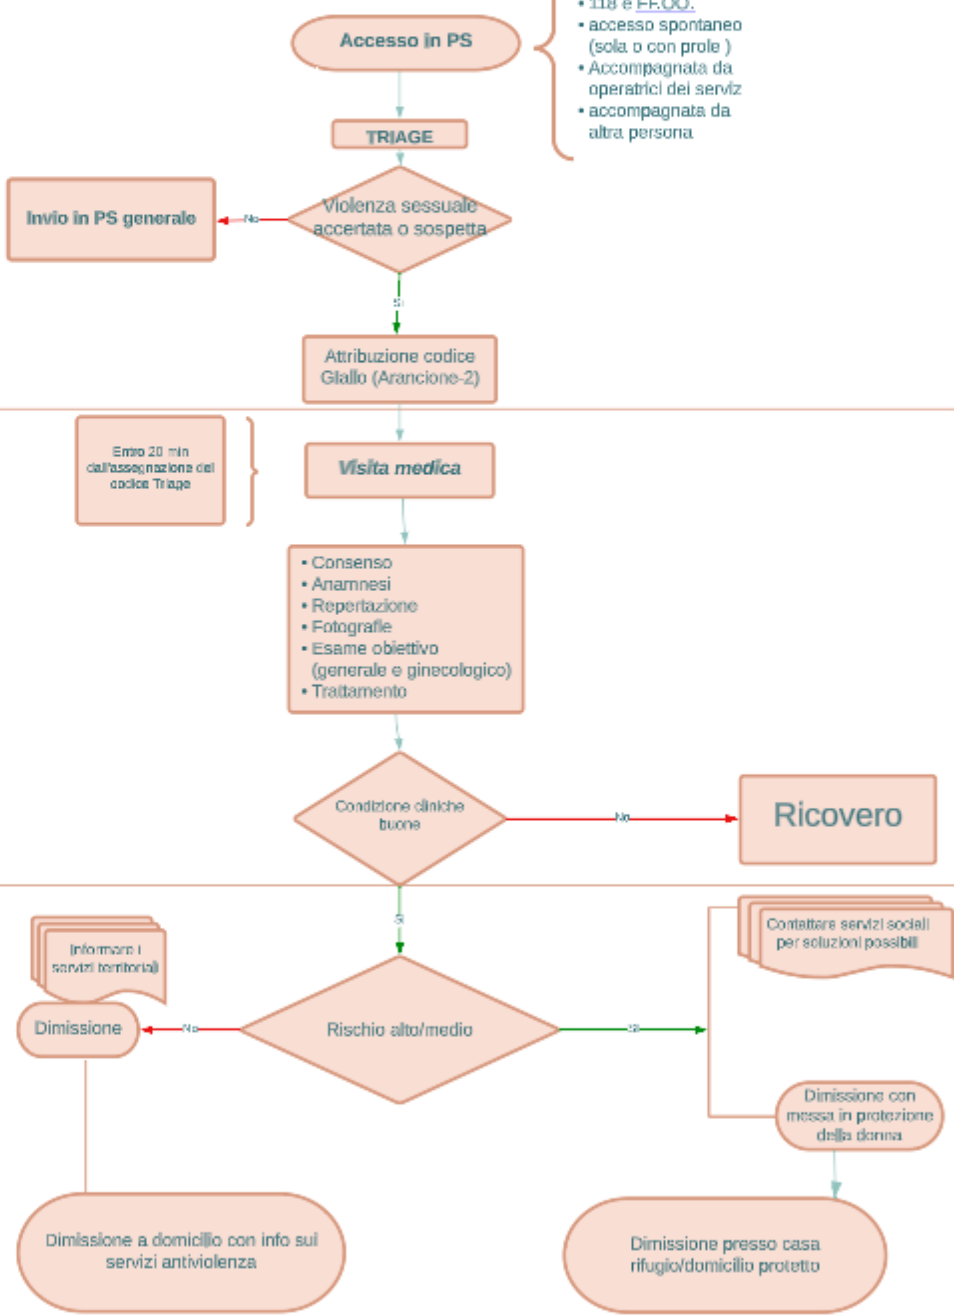 • 118 e FF.OO.
• accesso spontaneo
(sola o con prole )
• Accompagnata da
operatrici dei serviz
• accompagnata da
altra persona
Accesso in PS
TRIAGE
Violenza sessuale
accertata o sospetta
No
Invio in PS generale
Si
Attribuzione codice
GIallo (Arancione-2)
Entro 20 min
dall'assegnazione del
codice Triage
Visita medica
• Consenso
• Anamnesi
• Repertazione
• Fotografie
• Esame obiettivo
(generale e ginecologico)
• Trattamento
Condizione cliniche
buone
No
Ricovero
Si
Informare i
servizi territoriali
Contattare servizi sociali
per soluzioni possibili
Dimissione
No
Rischio alto/medio
SI
Dimissione con
messa in protezione
della donna
Dimissione a domicilio con info sui
servizi antiviolenza
Dimissione presso casa
rifugio/domicilio protetto